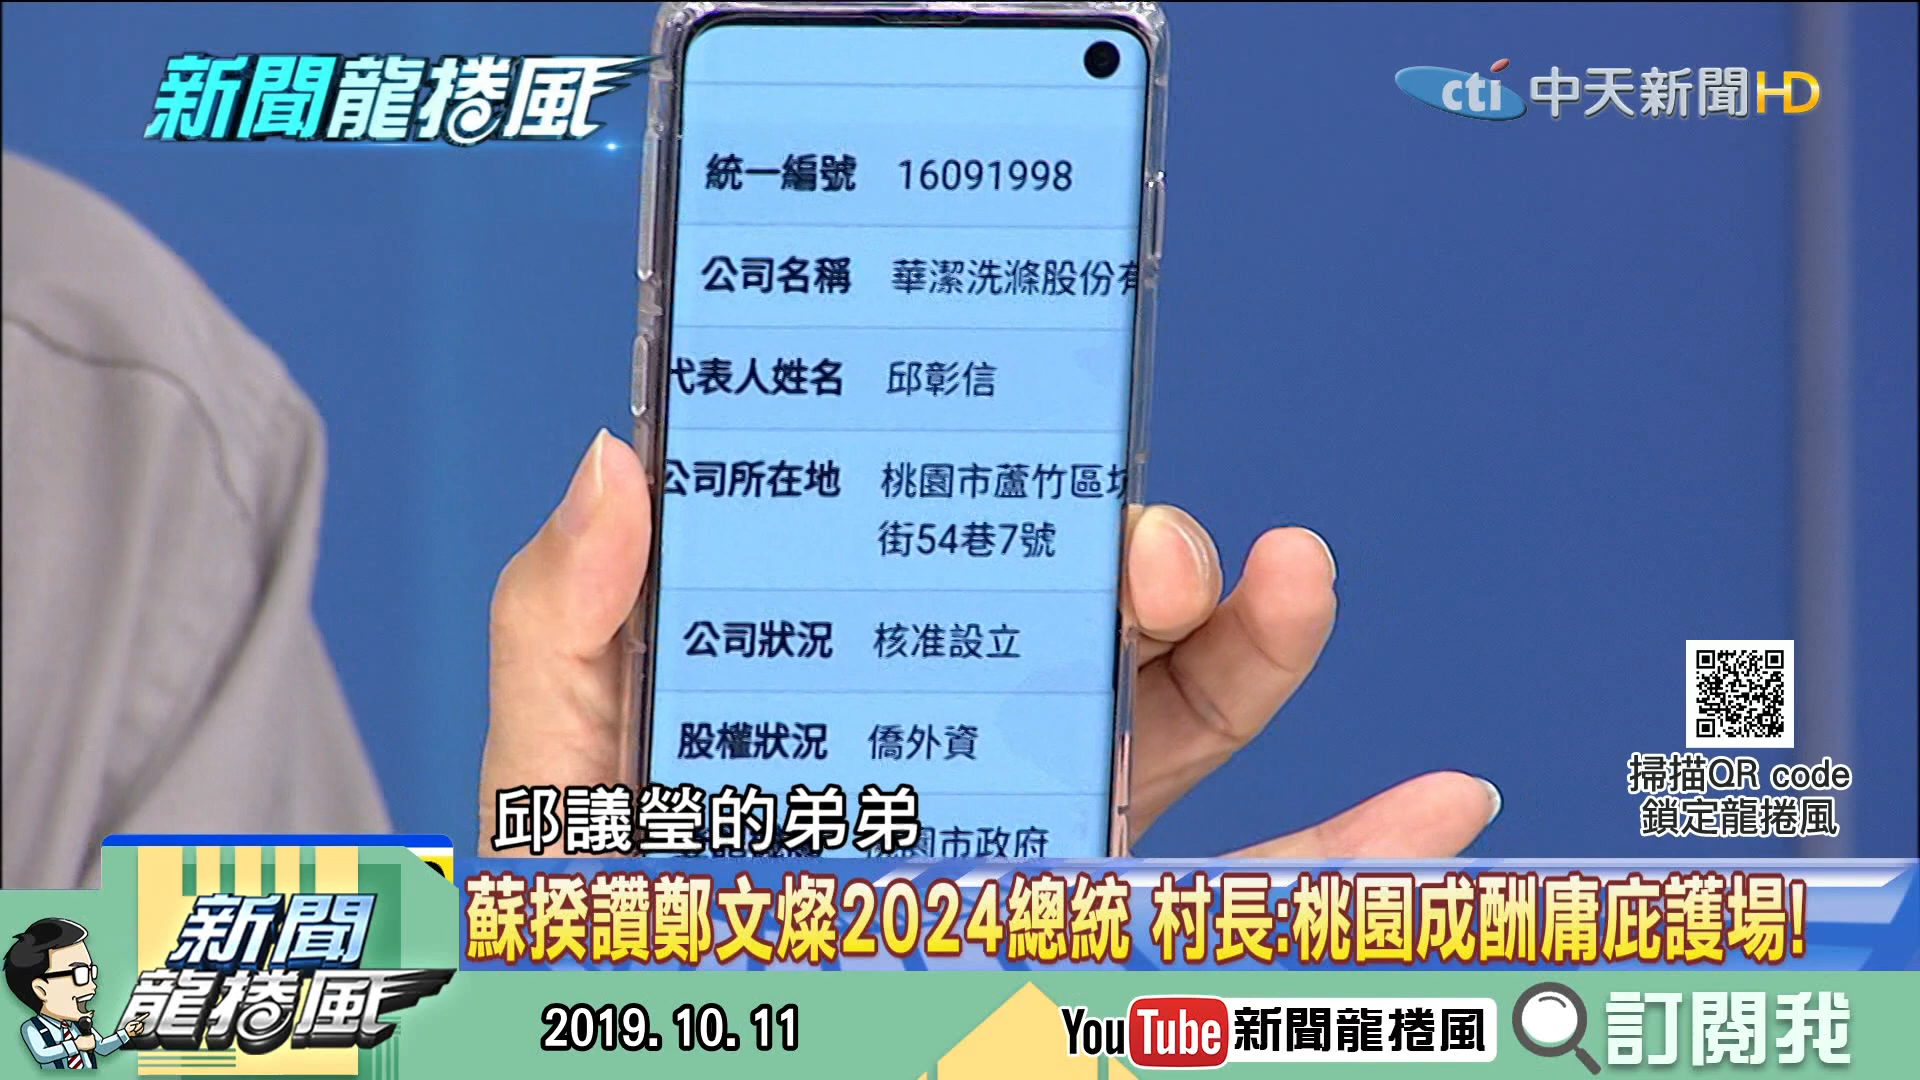 新聞龍捲風
cti 中天新聞HD
統一編號 16091998
公司名稱 華潔洗滌股份有
代表人姓名 邱彰信
公司所在地 桃園市蘆竹區坑
街54巷7號
公司狀況 核准設立
股權狀況 僑外資
園市政府
邱議瑩的弟弟
掃描QR code
鎖定龍捲風
蘇揆讚鄭文燦2024總統 村長:桃園成酬庸庇護場!
新聞
龍捲風
2019.10.11
YouTube 新聞龍捲風
訂閱我